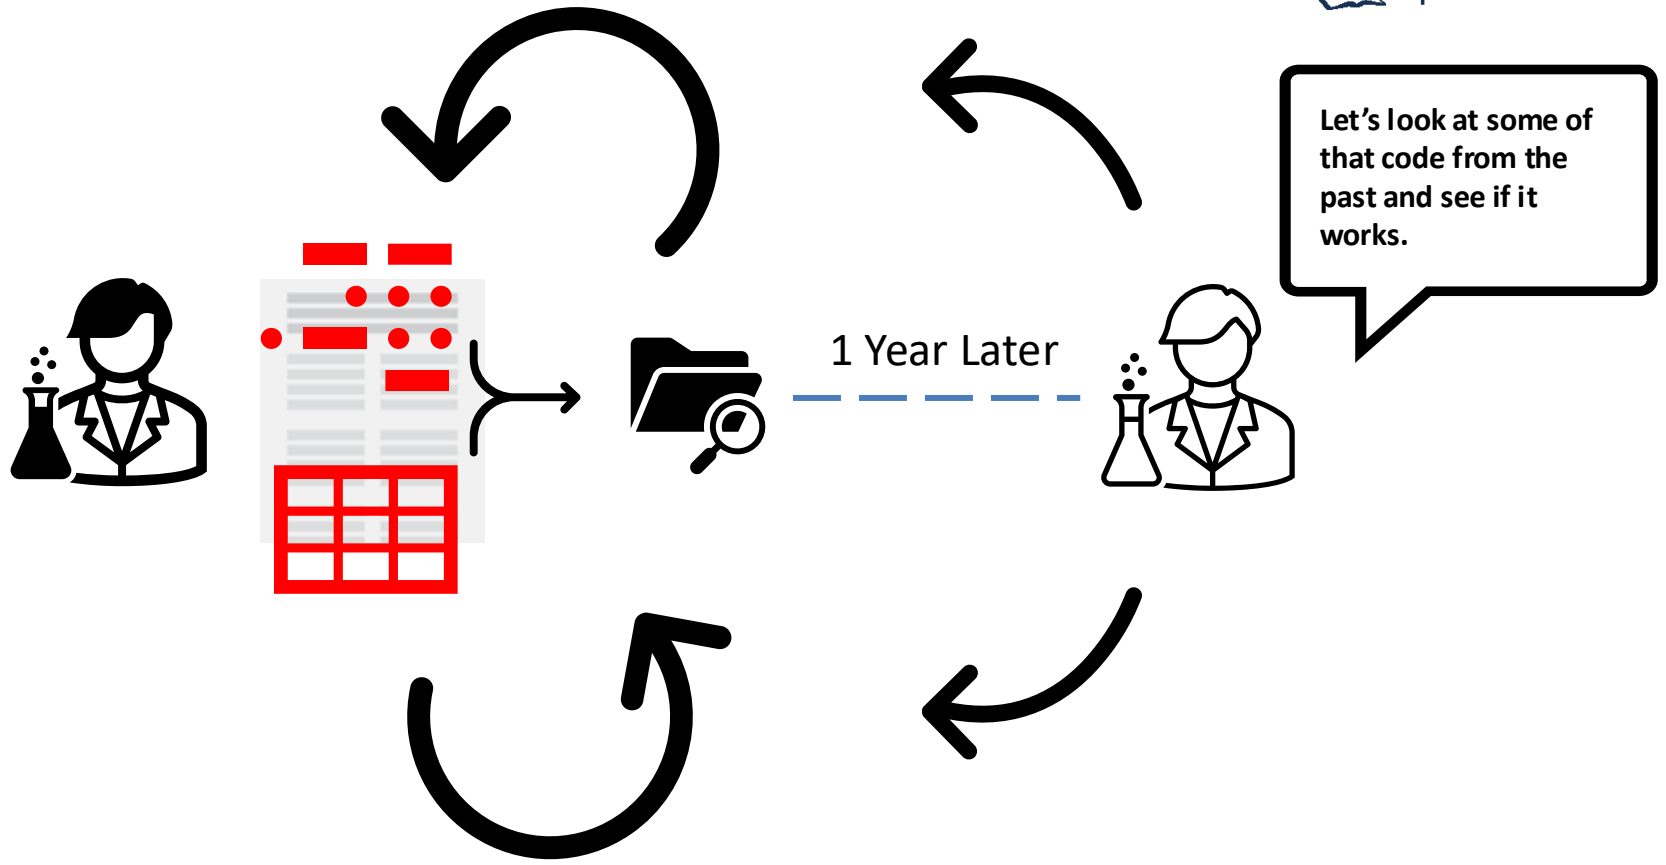 Let's look at some of
that code from the
past and see if it
works.
1 Year Later